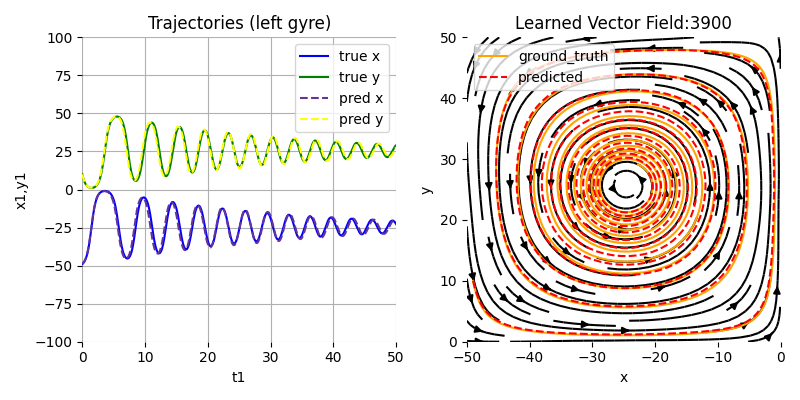 Trajectories (left gyre)
100
75
50
25
0
−25
−50
−75
−100
x1,y1
0
10
20
30
40
50
t1
true x
true y
pred x
pred y
Learned Vector Field:3900
50
40
30
20
10
0
y
−50
−40
−30
−20
−10
0
x
ground_truth
predicted